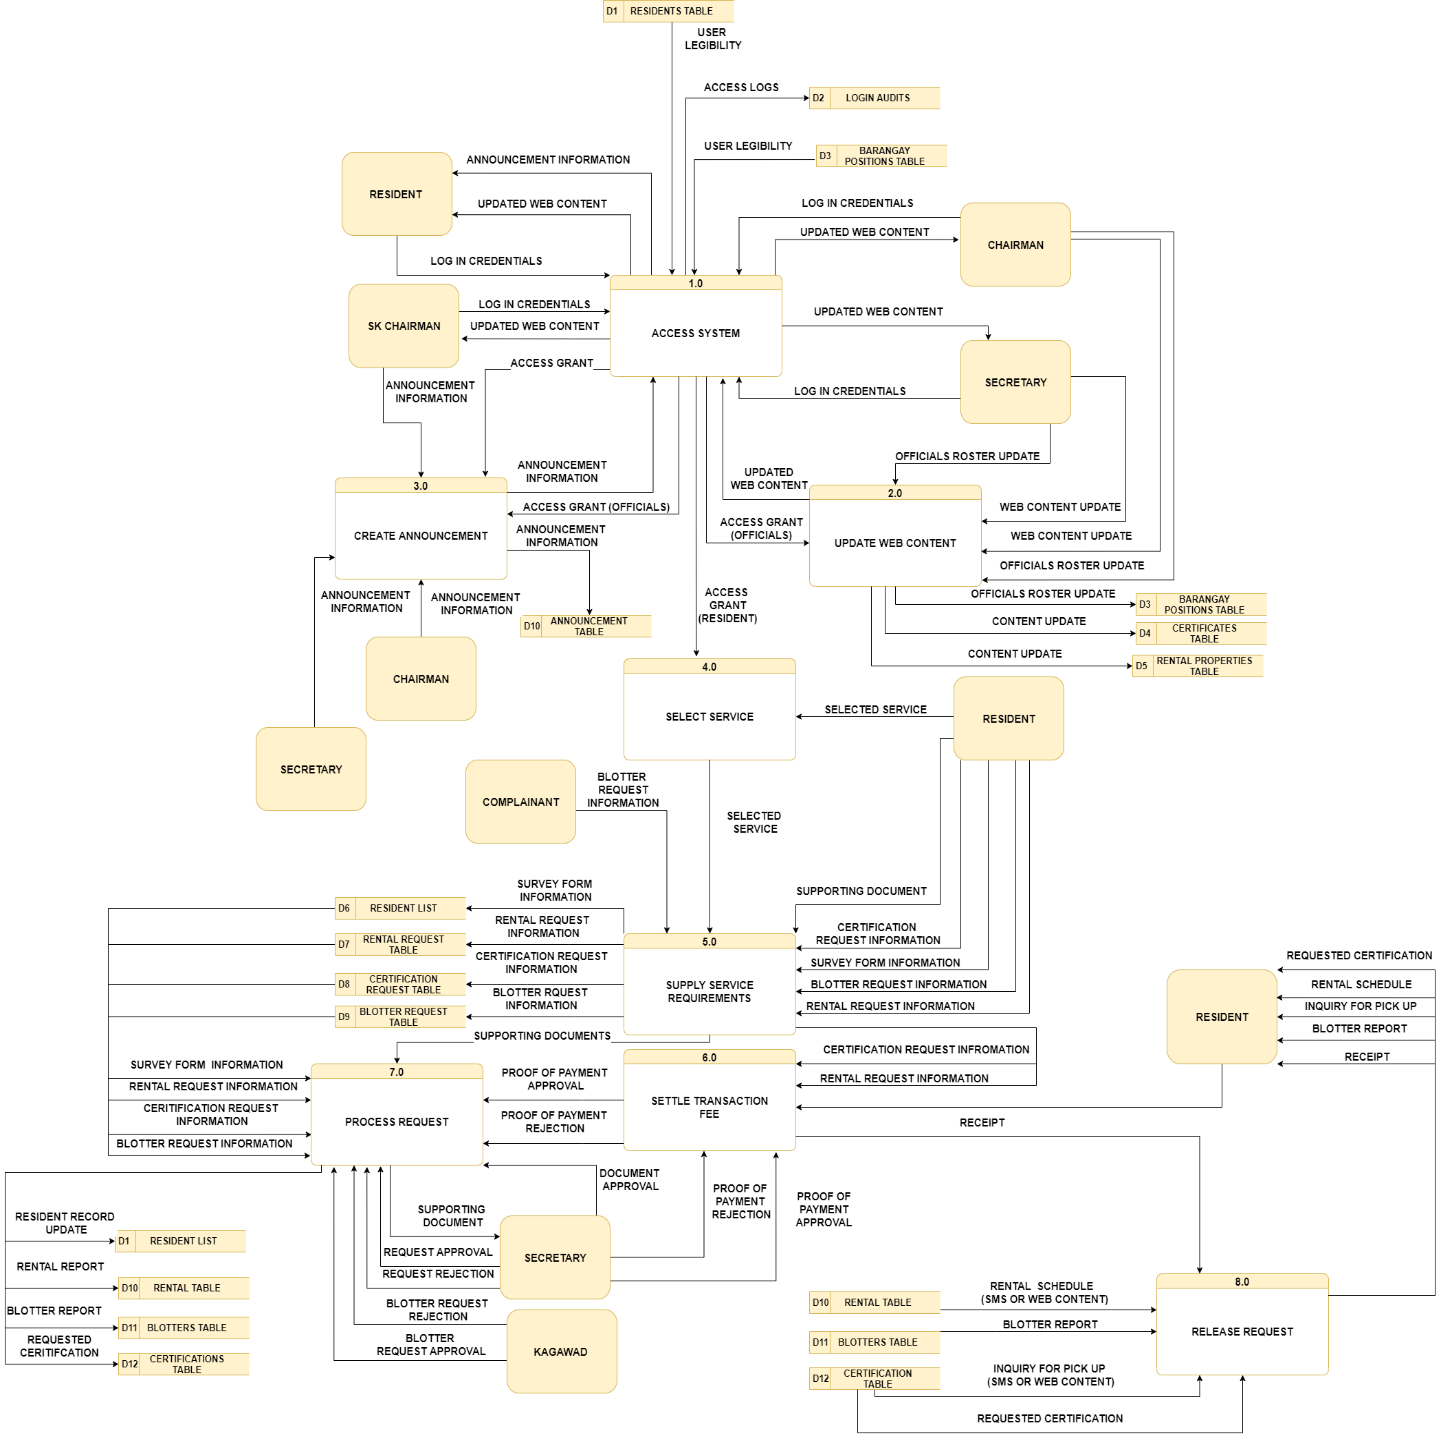 D1 RESIDENTS TABLE
USER
LEGIBILITY
ACCESS LOGS
D2 LOGIN AUDITS
USER LEGIBILITY
D3 BARANGAY
POSITIONS TABLE
ANNOUNCEMENT INFORMATION
RESIDENT
UPDATED WEB CONTENT
LOG IN CREDENTIALS
LOG IN CREDENTIALS
UPDATED WEB CONTENT
CHAIRMAN
1.0
ACCESS SYSTEM
SK CHAIRMAN
LOG IN CREDENTIALS
UPDATED WEB CONTENT
UPDATED WEB CONTENT
ACCESS GRANT
ANNOUNCEMENT
INFORMATION
SECRETARY
LOG IN CREDENTIALS
OFFICIALS ROSTER UPDATE
ANNOUNCEMENT
INFORMATION
UPDATED
WEB CONTENT
3.0
CREATE ANNOUNCEMENT
ACCESS GRANT (OFFICIALS)
ANNOUNCEMENT
INFORMATION
ACCESS GRANT
(OFFICIALS)
2.0
UPDATE WEB CONTENT
WEB CONTENT UPDATE
WEB CONTENT UPDATE
OFFICIALS ROSTER UPDATE
ANNOUNCEMENT
INFORMATION
ANNOUNCEMENT
INFORMATION
D10 ANNOUNCEMENT
TABLE
ACCESS
GRANT
(RESIDENT)
OFFICIALS ROSTER UPDATE
D3 BARANGAY
POSITIONS TABLE
CONTENT UPDATE
D4 CERTIFICATES
TABLE
CONTENT UPDATE
D5 RENTAL PROPERTIES
TABLE
CHAIRMAN
4.0
SELECT SERVICE
SELECTED SERVICE
RESIDENT
SECRETARY
COMPLAINANT
BLOTTER
REQUEST
INFORMATION
SELECTED
SERVICE
SUPPORTING DOCUMENT
SURVEY FORM
INFORMATION
D6 RESIDENT LIST
RENTAL REQUEST
INFORMATION
D7 RENTAL REQUEST
TABLE
CERTIFICATION REQUEST
INFORMATION
D8 CERTIFICATION
REQUEST TABLE
BLOTTER RQUEST
INFORMATION
D9 BLOTTER REQUEST
TABLE
5.0
SUPPLY SERVICE
REQUIREMENTS
CERTIFICATION
REQUEST INFORMATION
SURVEY FORM INFORMATION
BLOTTER REQUEST INFORMATION
RENTAL REQUEST INFORMATION
REQUESTED CERTIFICATION
RENTAL SCHEDULE
INQUIRY FOR PICK UP
BLOTTER REPORT
RECEIPT
RESIDENT
SUPPORTING DOCUMENTS
CERTIFICATION REQUEST INFROMATION
RENTAL REQUEST INFORMATION
SURVEY FORM  INFORMATION
RENTAL REQUEST INFORMATION
CERITIFICATION REQUEST
INFORMATION
BLOTTER REQUEST INFORMATION
7.0
PROCESS REQUEST
PROOF OF PAYMENT
APPROVAL
PROOF OF PAYMENT
REJECTION
6.0
SETTLE TRANSACTION
FEE
RECEIPT
DOCUMENT
APPROVAL
PROOF OF
PAYMENT
REJECTION
PROOF OF
PAYMENT
APPROVAL
SUPPORTING
DOCUMENT
REQUEST APPROVAL
REQUEST REJECTION
SECRETARY
RESIDENT RECORD
UPDATE
D1 RESIDENT LIST
RENTAL REPORT
D10 RENTAL TABLE
BLOTTER REPORT
D11 BLOTTERS TABLE
REQUESTED
CERITIFCATION
D12 CERTIFICATIONS
TABLE
BLOTTER REQUEST
REJECTION
BLOTTER
REQUEST APPROVAL
KAGAWAD
8.0
RELEASE REQUEST
D10 RENTAL TABLE
RENTAL  SCHEDULE
(SMS OR WEB CONTENT)
D11 BLOTTERS TABLE
BLOTTER REPORT
D12 CERTIFICATION
TABLE
INQUIRY FOR PICK UP
(SMS OR WEB CONTENT)
REQUESTED CERTIFICATION